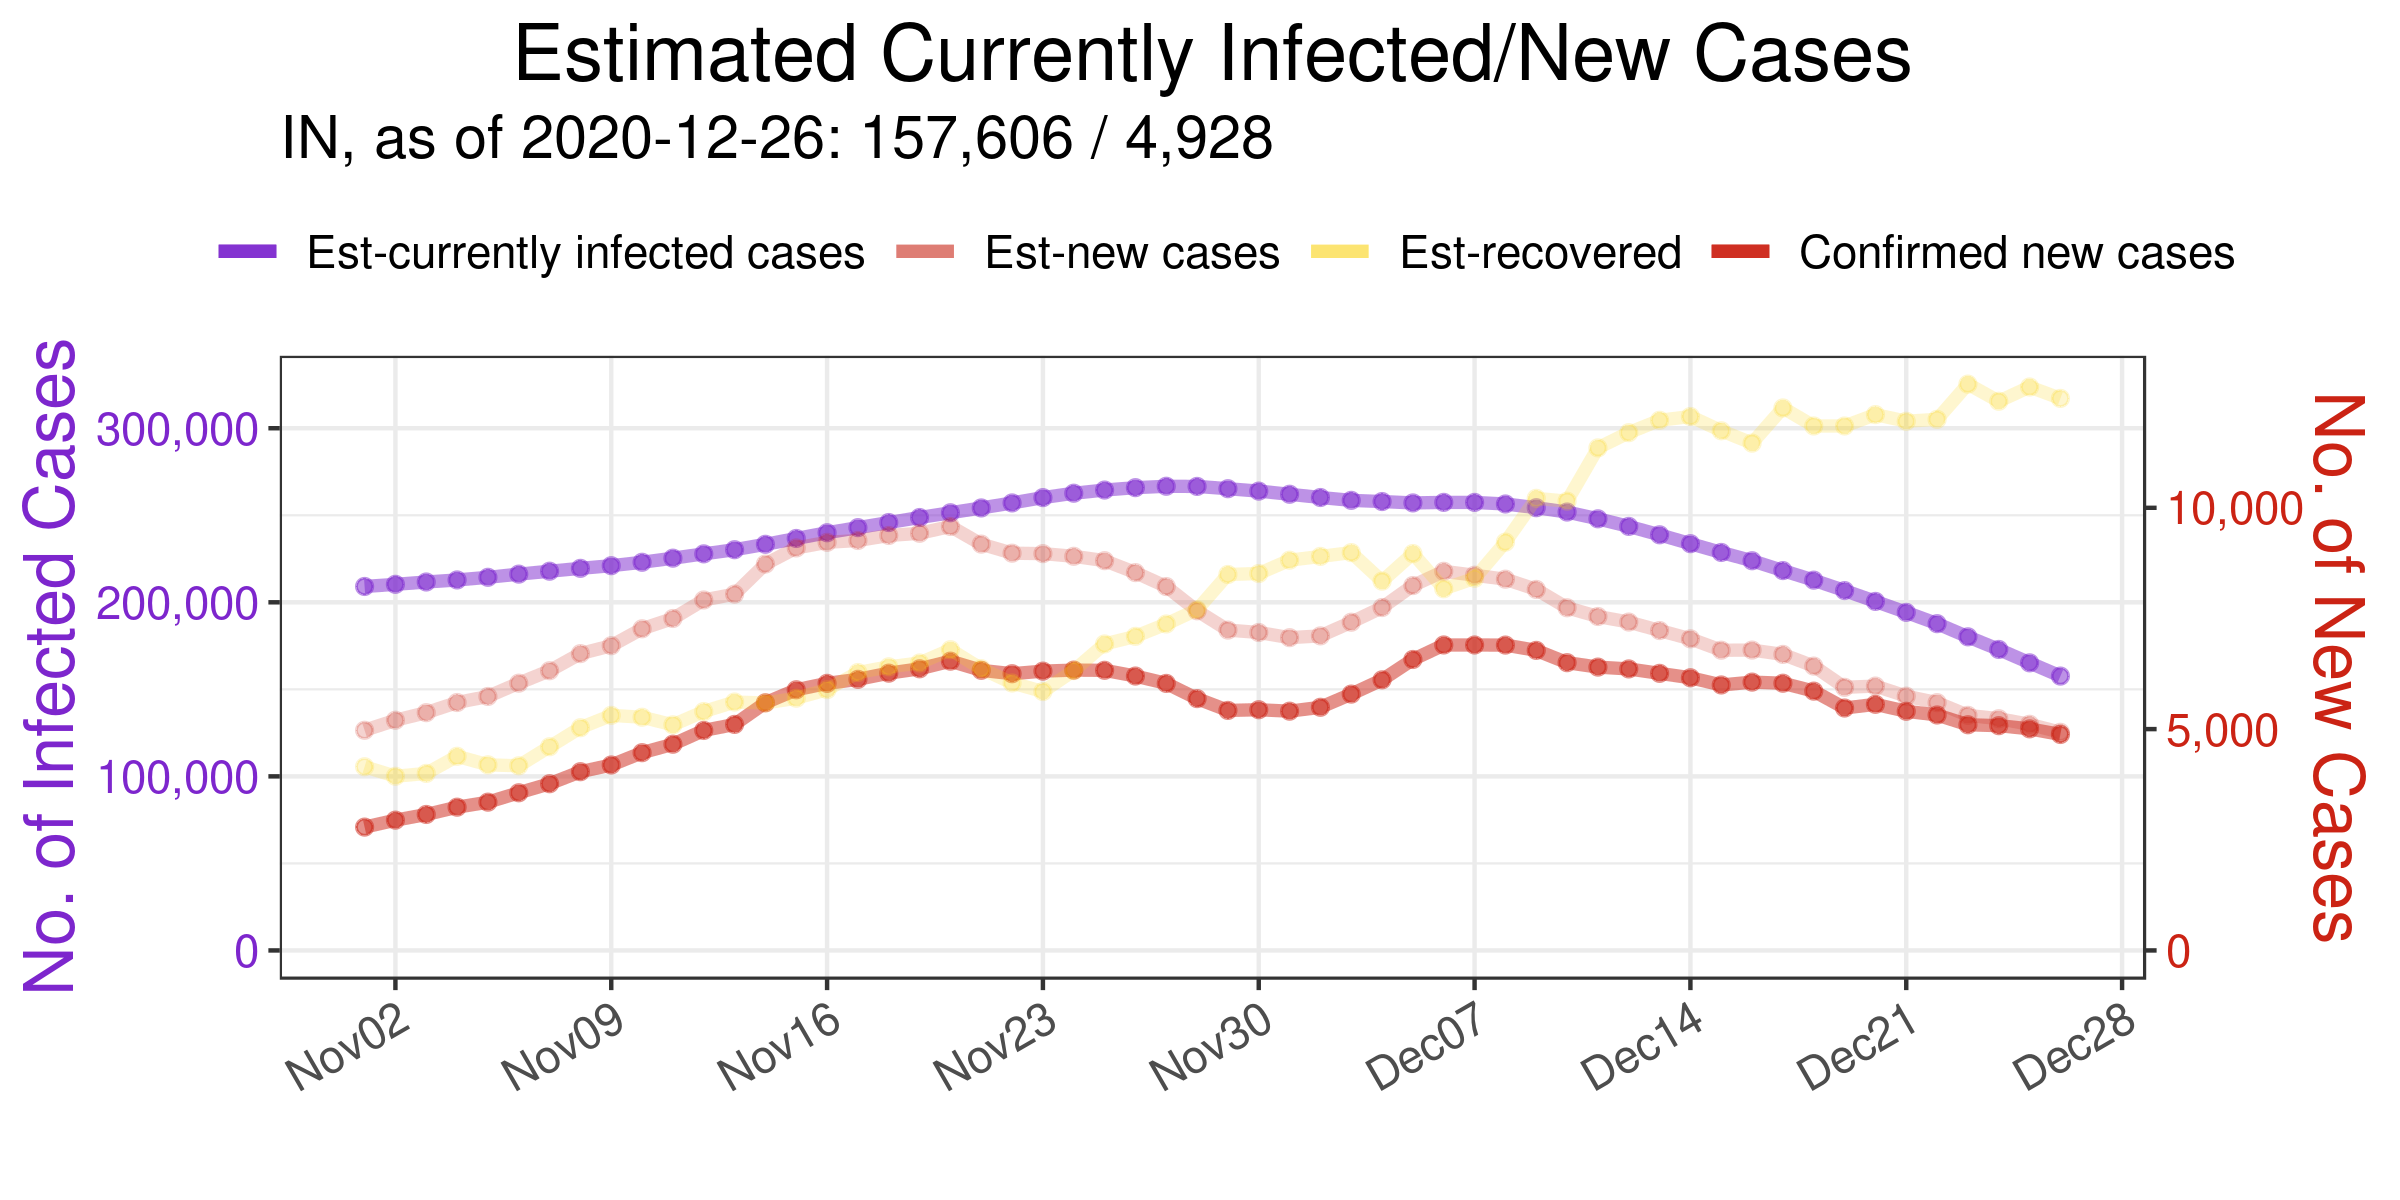 Estimated Currently Infected/New Cases
IN, as of 2020-12-26: 157,606 / 4,928
Est-currently infected cases
Est-new cases
Est-recovered
Confirmed new cases
No. of Infected Cases
300,000
200,000
100,000
0
No. of New Cases
10,000
5,000
0
Nov02
Nov09
Nov16
Nov23
Nov30
Dec07
Dec14
Dec21
Dec28